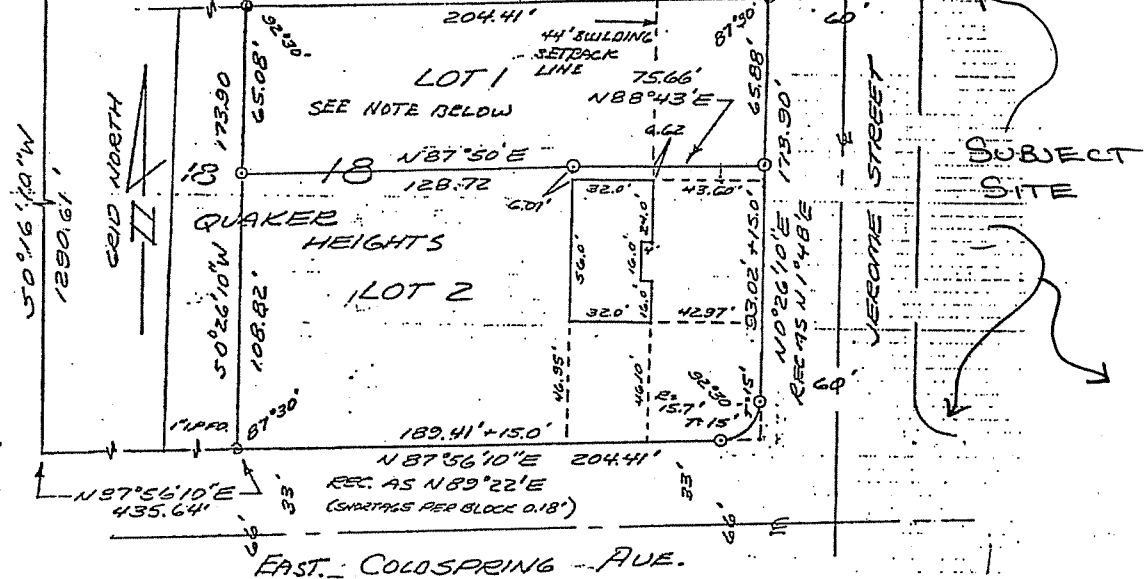 204.41'
92°30'
87°30'
60'
44' BUILDING
SETBACK
LINE
LOT 1
75.66'
N88°43'E
SEE NOTE BELOW
65.08'
173.90
65.88'
173.90'
6.62
N87°50'E
128.72
6.01'
18
18
QUAKER
HEIGHTS
LOT 2
GRID NORTH
S0°16'10"W
1290.61'
S0°26'10"W
108.82'
32.0'
43.60'
24.0'
4'
16.0'
16.0'
56.0'
32.0'
42.97'
46.95'
46.10'
93.02'+15.0'
N0°26'10"E
REC AS N1°48'E
JEROME STREET
60'
SUBJECT
SITE
92°30'
R=
15.7'
T=15'
T=15'
1" I.P. FD.
87°30'
189.41'+15.0'
N87°56'10"E 204.41'
REC. AS N89°22'E
(SHORTAGE PER BLOCK 0.18')
N87°56'10"E
435.64'
33'
33'
66'
66'
EAST. COLDSPRING AVE.